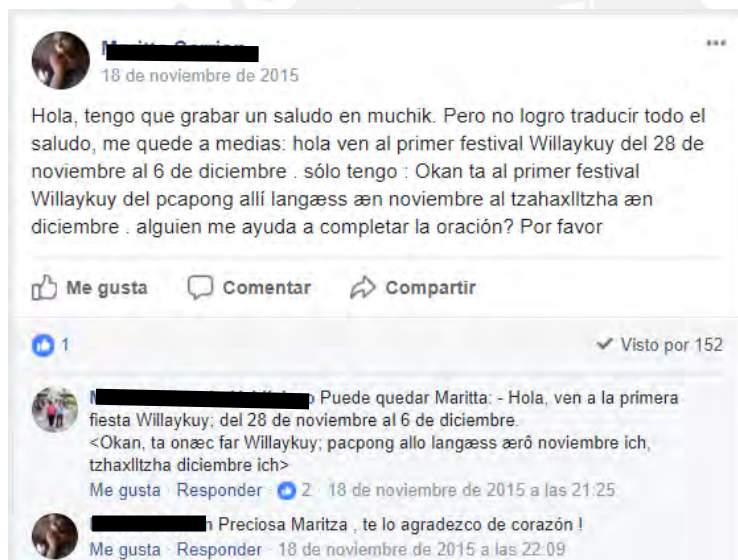 18 de noviembre de 2015
Hola, tengo que grabar un saludo en muchik. Pero no logro traducir todo el
saludo, me quede a medias: hola ven al primer festival Willaykuy del 28 de
noviembre al 6 de diciembre . sólo tengo : Okan ta al primer festival
Willaykuy del pcapong allí langæss æn noviembre al tzahaxlltzha æn
diciembre . alguien me ayuda a completar la oración? Por favor
Me gusta Comentar Compartir
1 Visto por 152
Puede quedar Maritta: - Hola, ven a la primera
fiesta Willaykuy; del 28 de noviembre al 6 de diciembre.
<Okan, ta onæc far Willaykuy; pacpong allo langæss ærô noviembre ich,
tzhaxlltzha diciembre ich>
Me gusta · Responder · 2 · 18 de noviembre de 2015 a las 21:25
Preciosa Maritza , te lo agradezco de corazón !
Me gusta · Responder · 18 de noviembre de 2015 a las 22:09